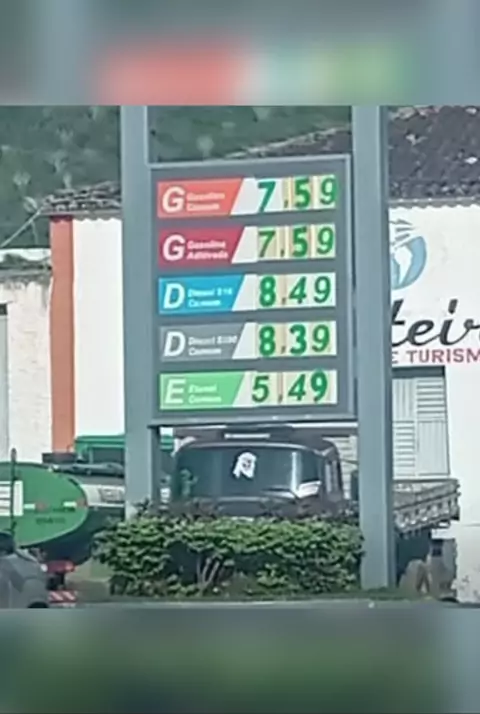 G Gasolina Comum 7,59
G Gasolina Aditivada 7,59
D Diesel S10 Comum 8,49
D Diesel S500 Comum 8,39
E Etanol Comum 5,49
E TURISM